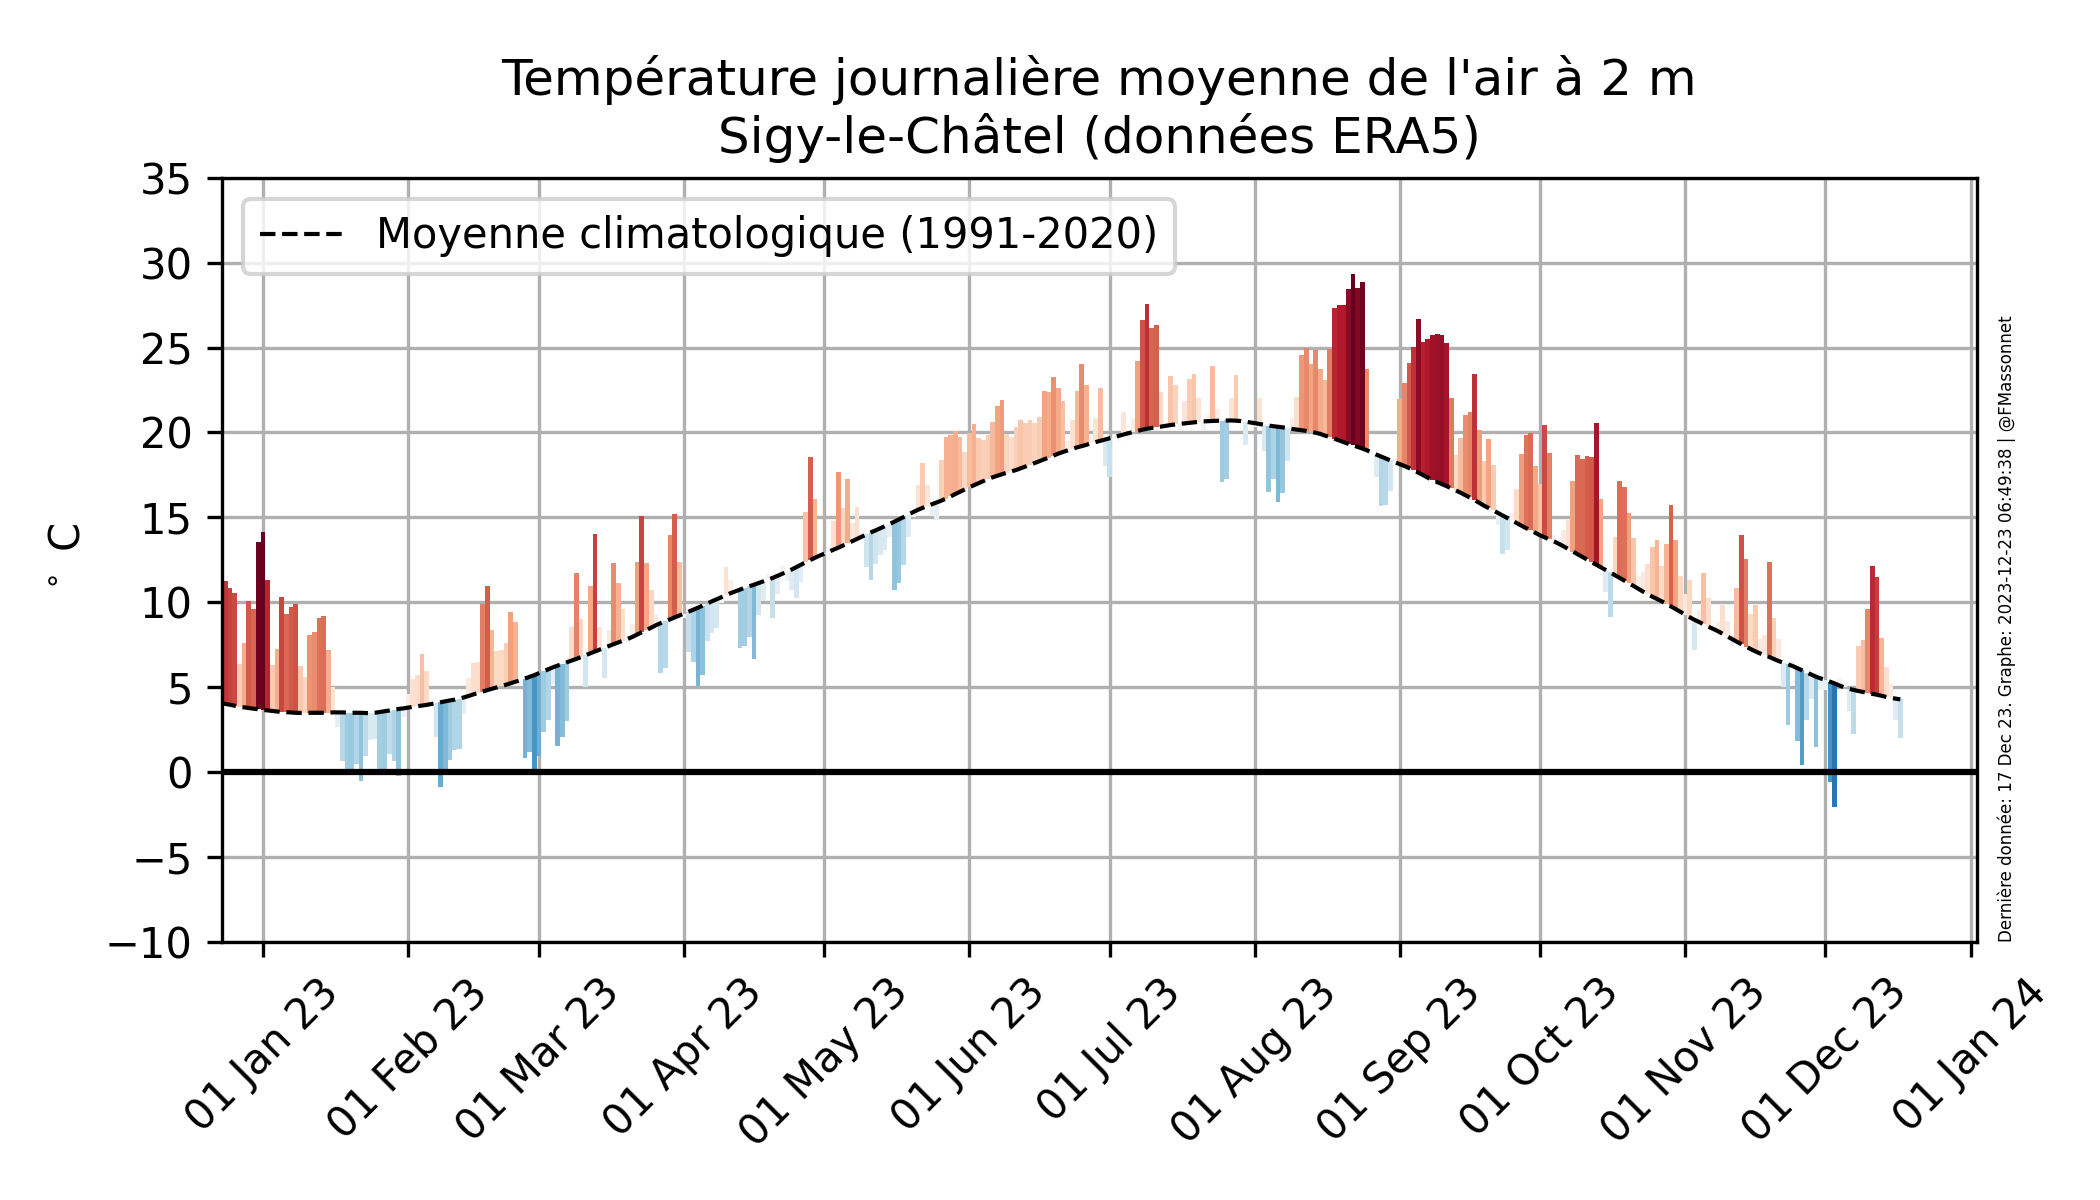 Température journalière moyenne de l'air à 2 m
Sigy-le-Châtel (données ERA5)
Moyenne climatologique (1991-2020)
° C
35
30
25
20
15
10
5
0
−5
−10
01 Jan 23
01 Feb 23
01 Mar 23
01 Apr 23
01 May 23
01 Jun 23
01 Jul 23
01 Aug 23
01 Sep 23
01 Oct 23
01 Nov 23
01 Dec 23
01 Jan 24
Dernière donnée: 17 Dec 23. Graphe: 2023-12-23 06:49:38 | @FMassonnet